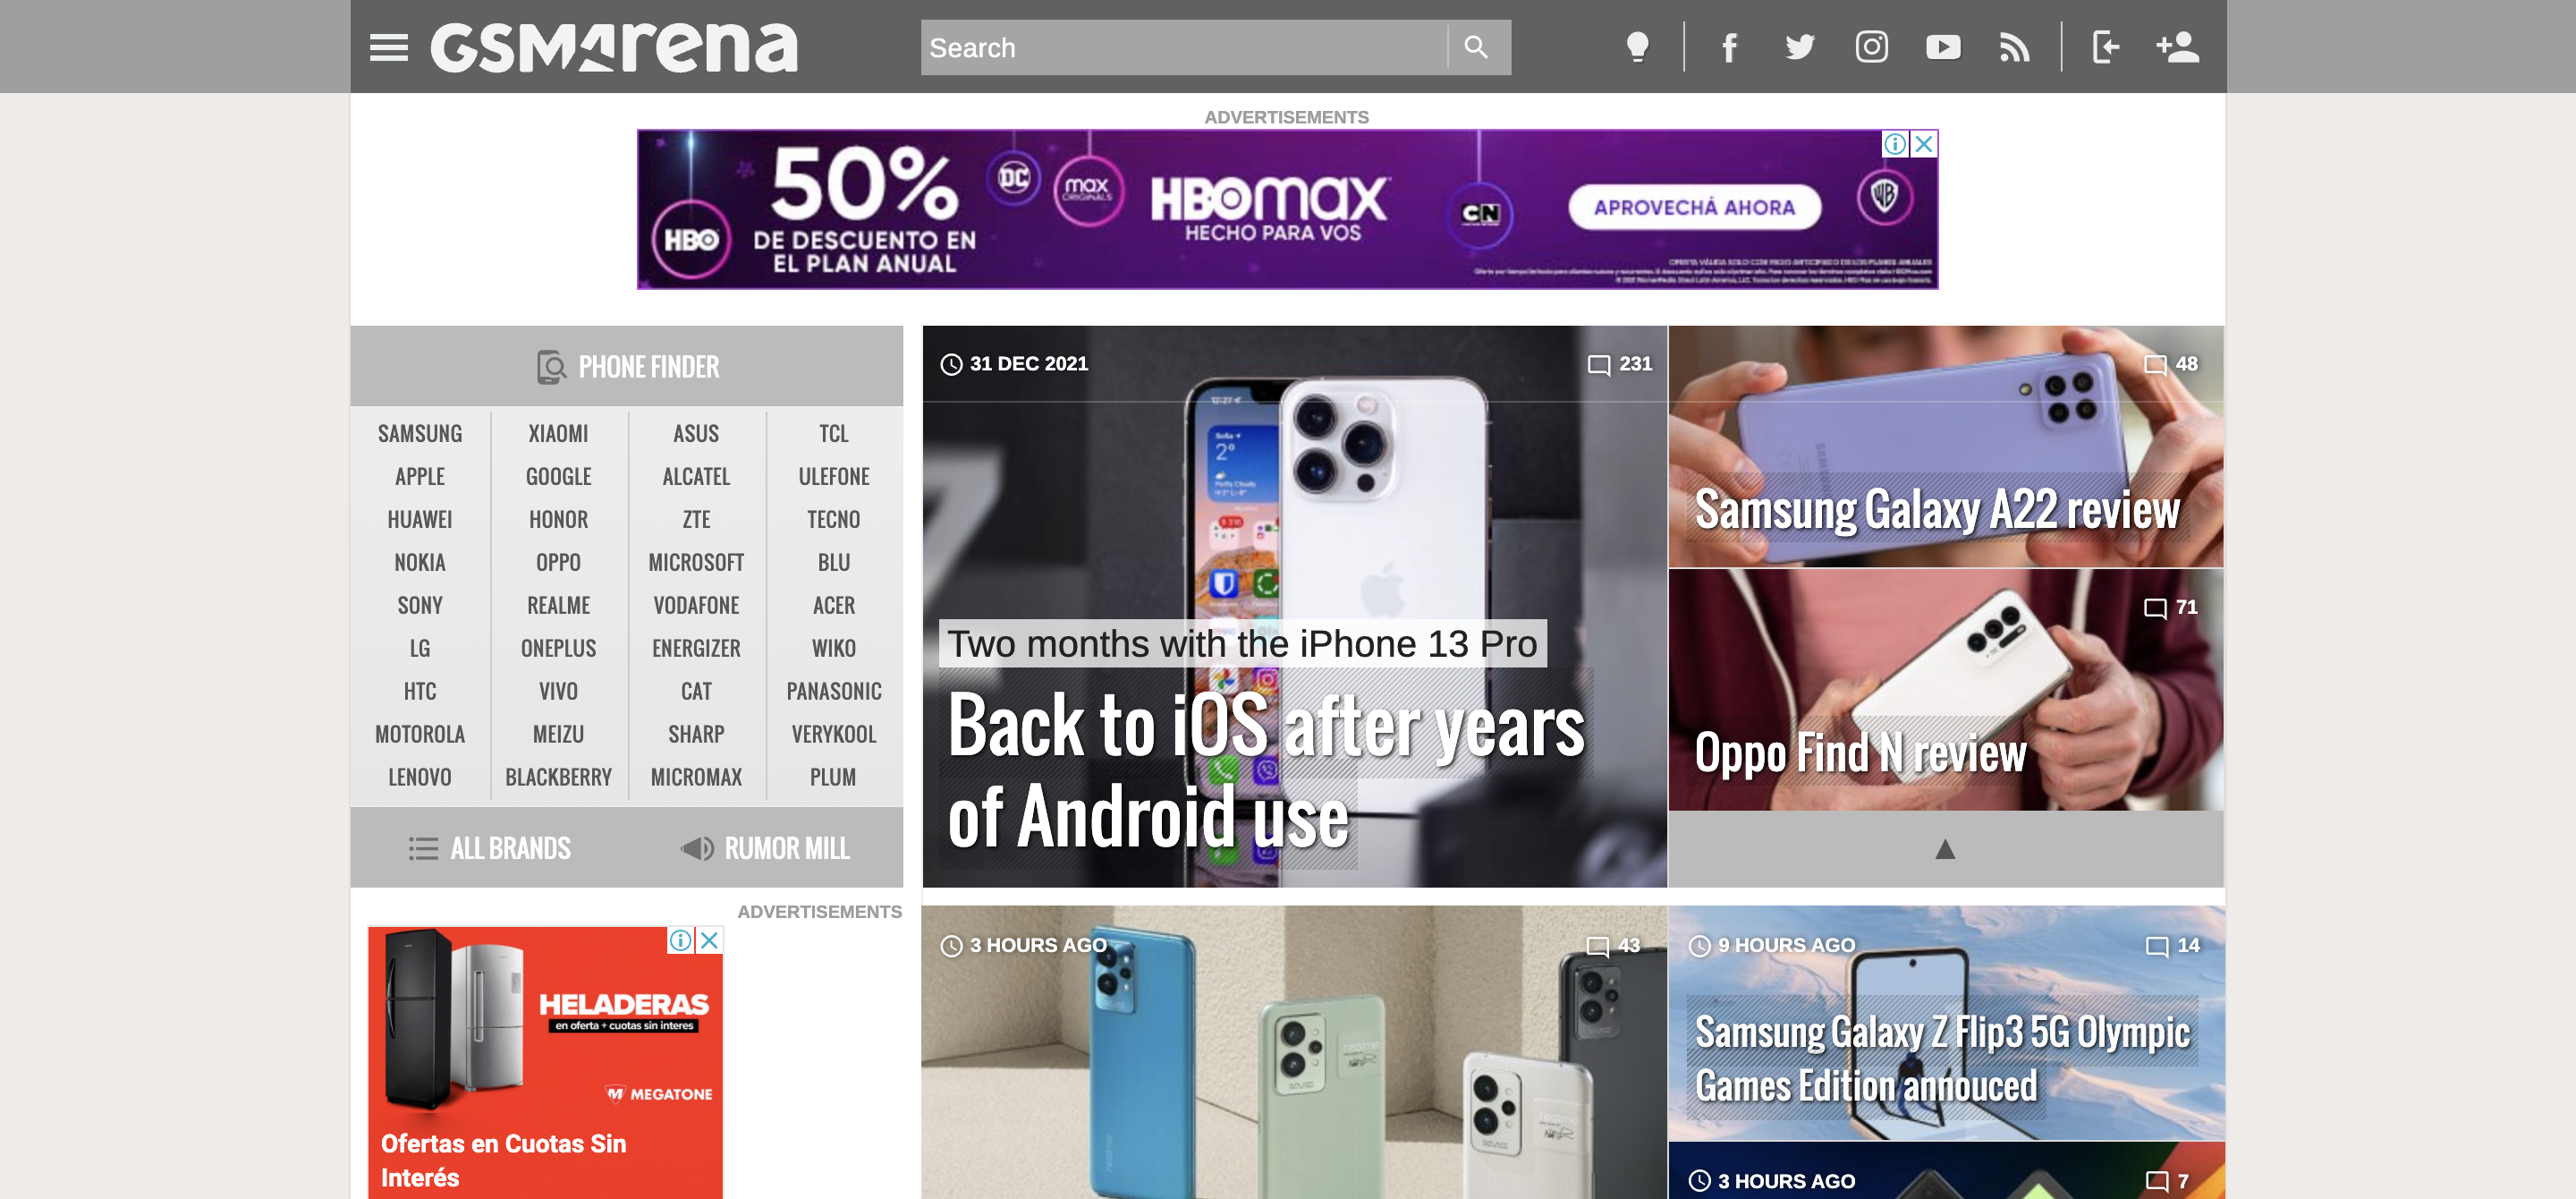 GSMArena
Search
ADVERTISEMENTS
50%
DE DESCUENTO EN
EL PLAN ANUAL
HBO
DC
max
ORIGINALS
HBOMAX
HECHO PARA VOS
CN
APROVECHÁ AHORA
WB
PHONE FINDER
SAMSUNG XIAOMI ASUS TCL
APPLE GOOGLE ALCATEL ULEFONE
HUAWEI HONOR ZTE TECNO
NOKIA OPPO MICROSOFT BLU
SONY REALME VODAFONE ACER
LG ONEPLUS ENERGIZER WIKO
HTC VIVO CAT PANASONIC
MOTOROLA MEIZU SHARP VERYKOOL
LENOVO BLACKBERRY MICROMAX PLUM
ALL BRANDS RUMOR MILL
31 DEC 2021 231
Two months with the iPhone 13 Pro
Back to iOS after years
of Android use
48
Samsung Galaxy A22 review
71
Oppo Find N review
ADVERTISEMENTS
HELADERAS
en oferta + cuotas sin interes
MEGATONE
Ofertas en Cuotas Sin
Interés
3 HOURS AGO 43
9 HOURS AGO 14
Samsung Galaxy Z Flip3 5G Olympic
Games Edition annouced
3 HOURS AGO 7